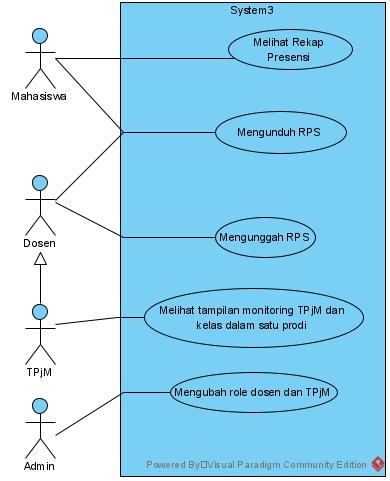 System3
Melihat Rekap
Presensi
Mahasiswa
Mengunduh RPS
Dosen
Mengunggah RPS
Melihat tampilan monitoring TPjM dan
kelas dalam satu prodi
TPjM
Mengubah role dosen dan TPjM
Admin
Powered By Visual Paradigm Community Edition